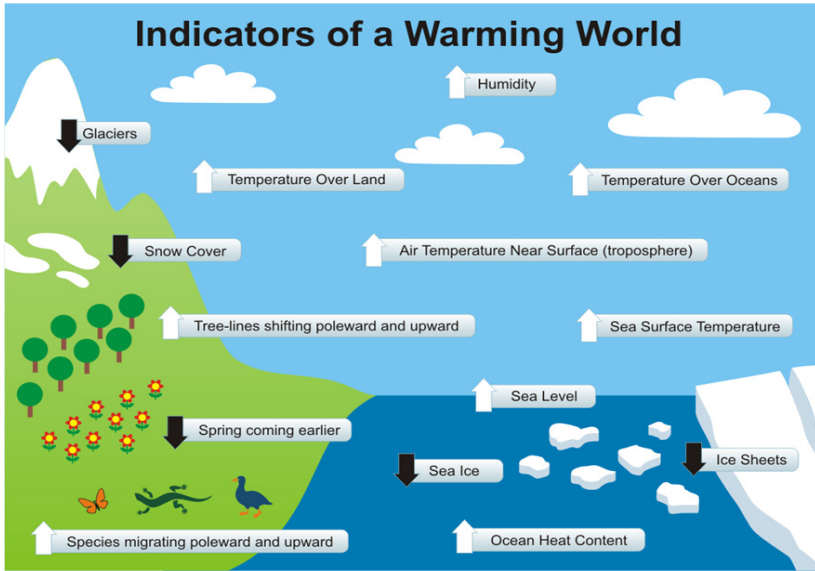 Indicators of a Warming World
Humidity
Glaciers
Temperature Over Land
Temperature Over Oceans
Snow Cover
Air Temperature Near Surface (troposphere)
Tree-lines shifting poleward and upward
Sea Surface Temperature
Sea Level
Spring coming earlier
Sea Ice
Ice Sheets
Species migrating poleward and upward
Ocean Heat Content